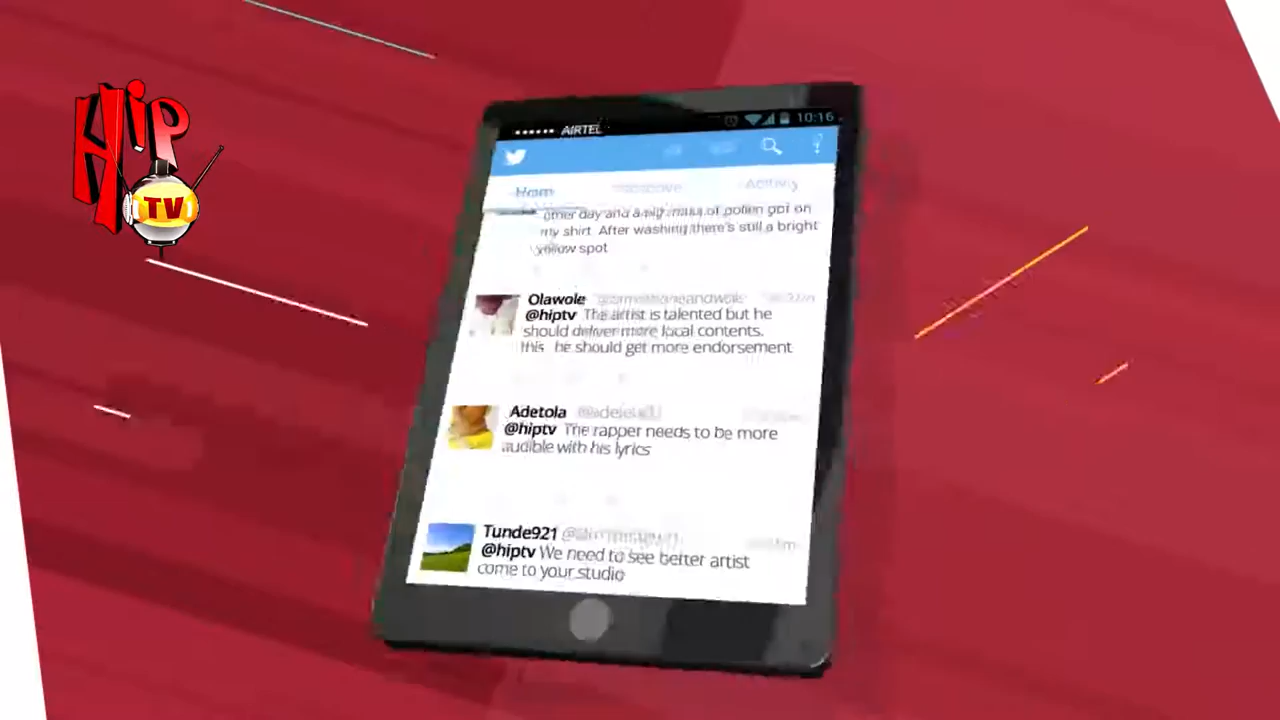 HiP
TV
AIRTEL
10:16
Hom
Activity
other day and a big of pollen got on
my shirt. After washing there's still a bright
yellow spot
Olawole
@hiptv The artist is talented but he
should deliver more local contents.
this he should get more endorsement
Adetola
@hiptv The rapper needs to be more
audible with his lyrics
Tunde921
@hiptv We need to see better artist
come to your studio